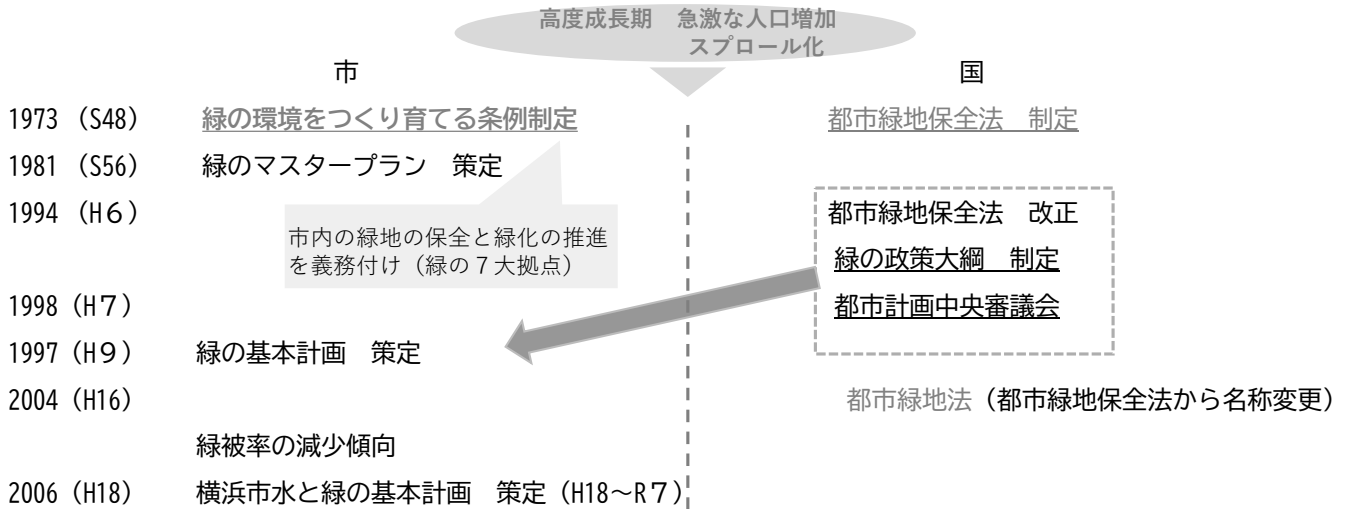 高度成長期　急激な人口増加
スプロール化
市　国
1973 （S48）　緑の環境をつくり育てる条例制定　都市緑地保全法　制定
1981 （S56）　緑のマスタープラン　策定
1994 （H６）　都市緑地保全法　改正
市内の緑地の保全と緑化の推進
を義務付け（緑の７大拠点）
緑の政策大綱　制定
1998 （H７）　都市計画中央審議会
1997 （H９）　緑の基本計画　策定
2004 （H16）　都市緑地法（都市緑地保全法から名称変更）
緑被率の減少傾向
2006 （H18）　横浜市水と緑の基本計画　策定（H18～R７）